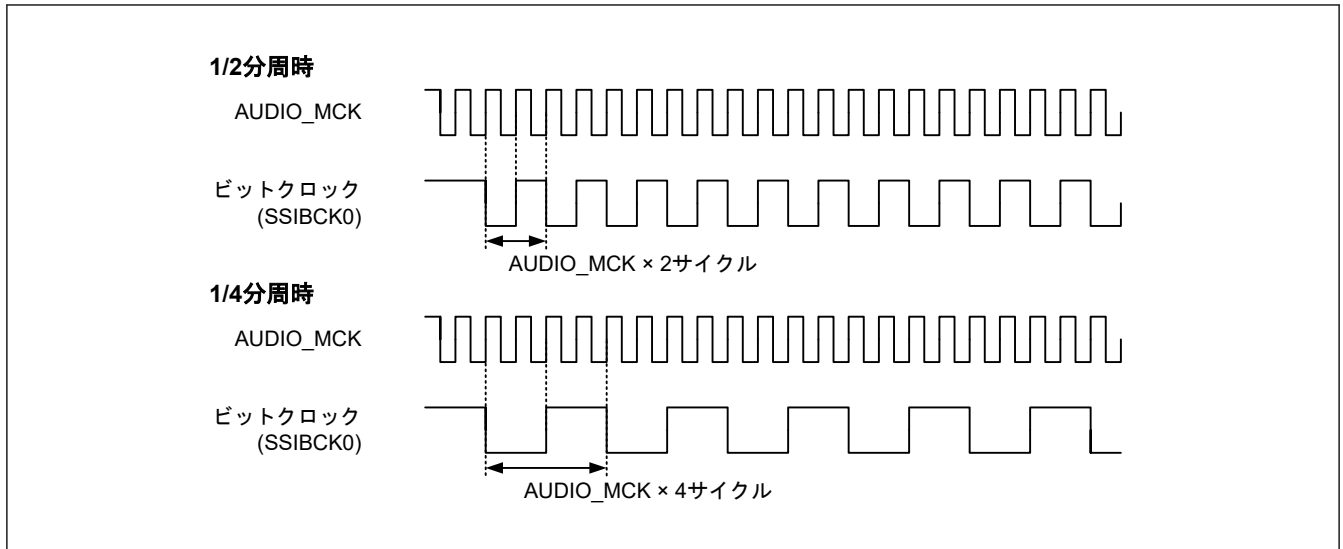 1/2分周時
AUDIO_MCK
ビットクロック
(SSIBCK0)
AUDIO_MCK × 2サイクル
1/4分周時
AUDIO_MCK
ビットクロック
(SSIBCK0)
AUDIO_MCK × 4サイクル